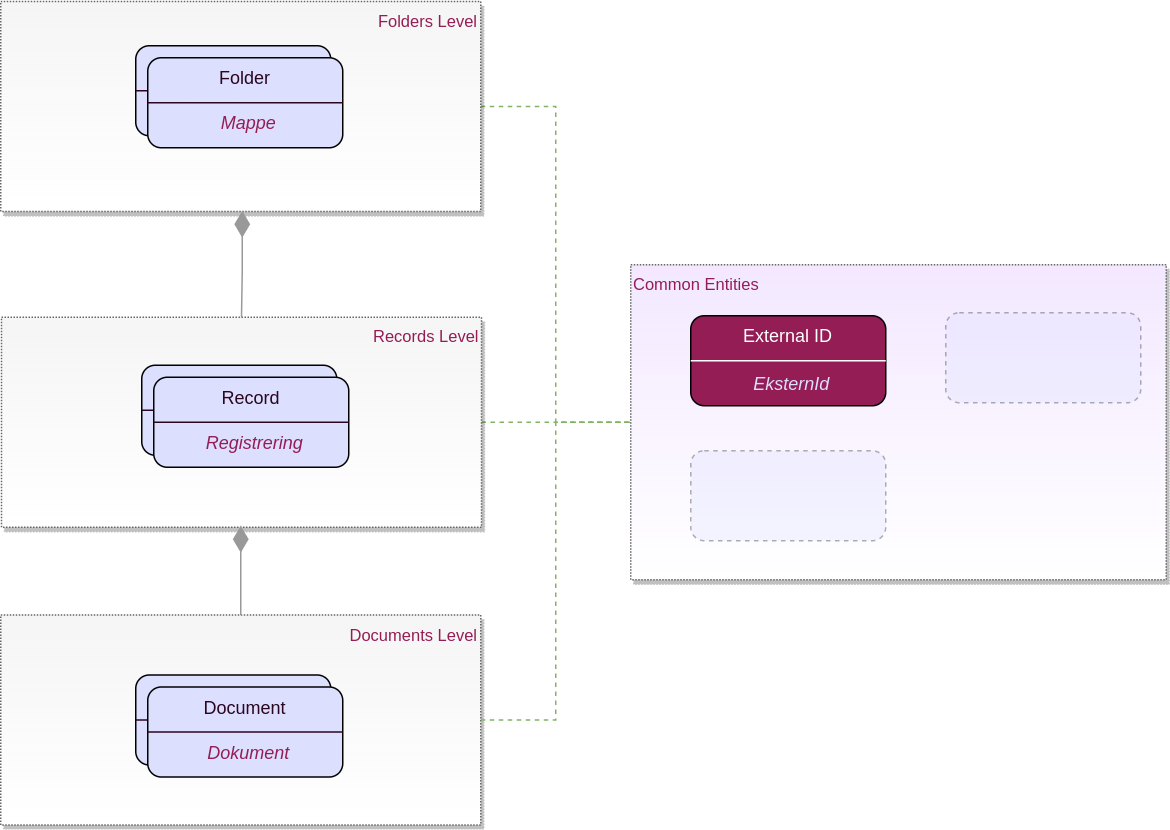 Folders Level
Folder
Mappe
Records Level
Record
Registrering
Documents Level
Document
Dokument
Common Entities
External ID
EksternId